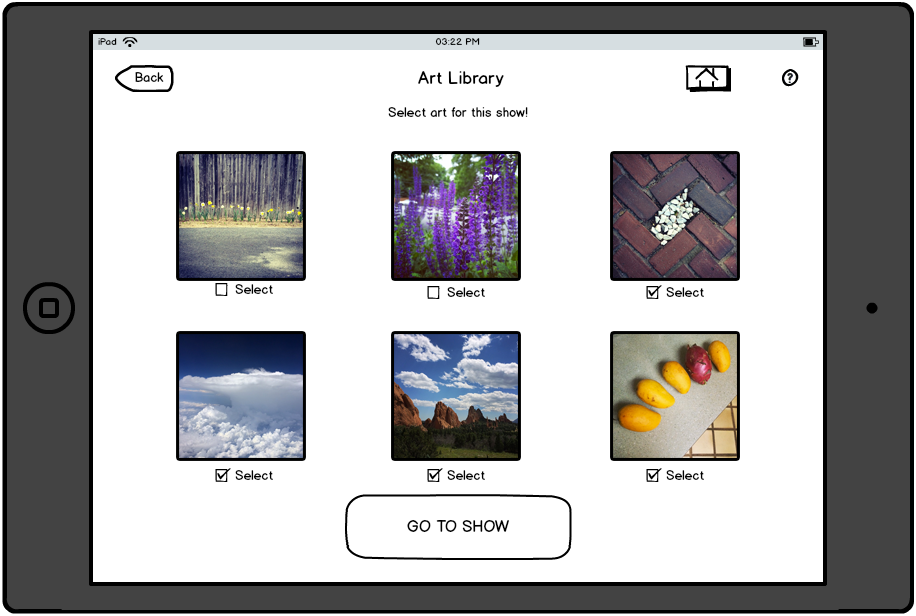 iPad
03:22 PM
Back
Art Library
?
Select art for this show!
Select
Select
Select
Select
Select
Select
GO TO SHOW